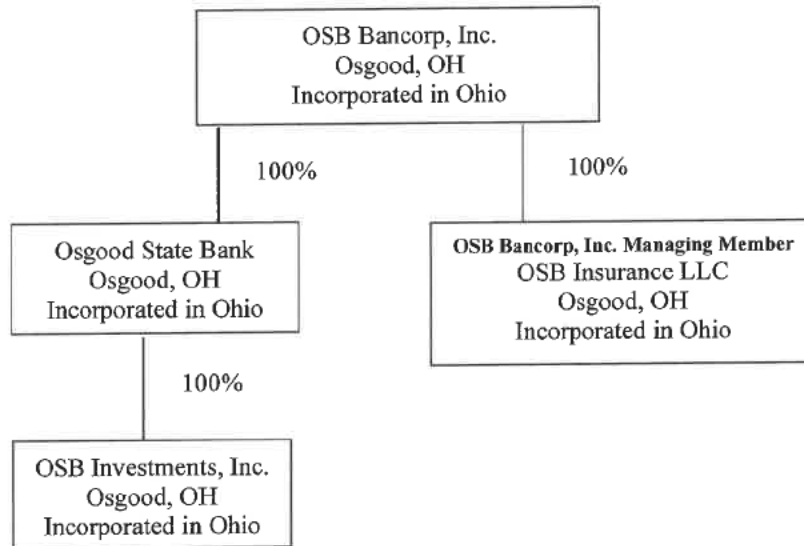 OSB Bancorp, Inc.
Osgood, OH
Incorporated in Ohio
100%
100%
Osgood State Bank
Osgood, OH
Incorporated in Ohio
OSB Bancorp, Inc. Managing Member
OSB Insurance LLC
Osgood, OH
Incorporated in Ohio
100%
OSB Investments, Inc.
Osgood, OH
Incorporated in Ohio